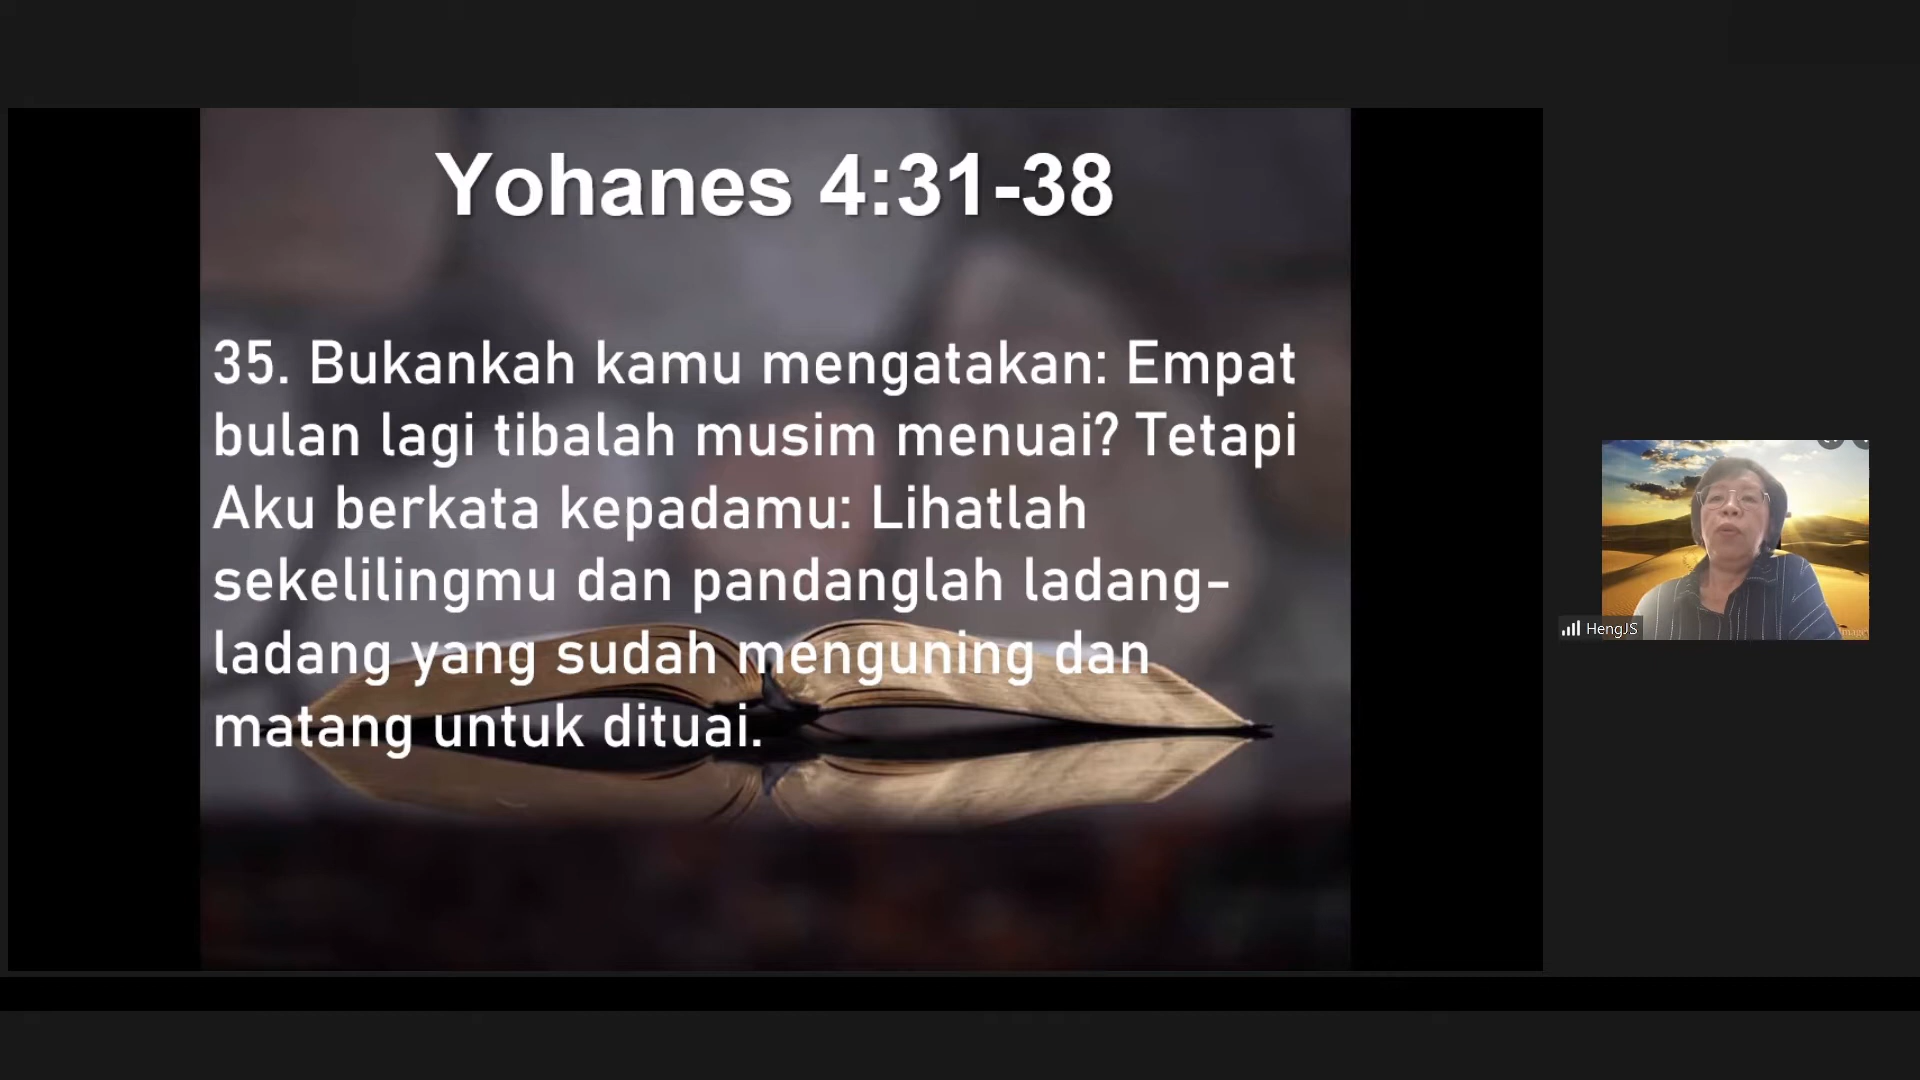 Yohanes 4:31-38
35. Bukankah kamu mengatakan: Empat
bulan lagi tibalah musim menuai? Tetapi
Aku berkata kepadamu: Lihatlah
sekelilingmu dan pandanglah ladang-
ladang yang sudah menguning dan
matang untuk dituai.
HengJS